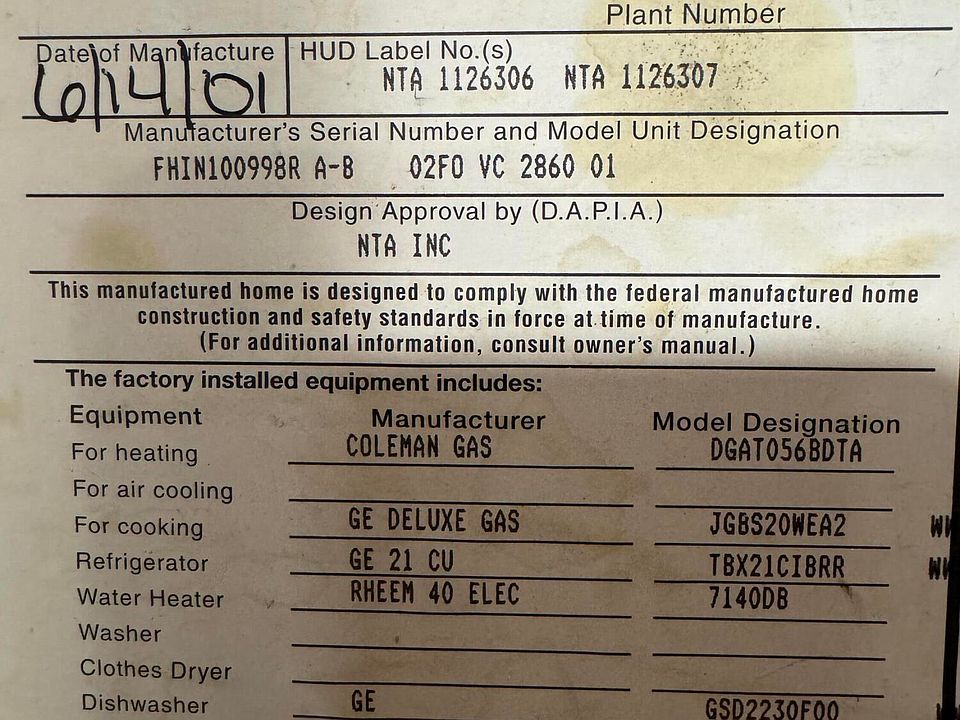 Plant Number
Date of Manufacture HUD Label No.(s)
6/14/01 NTA 1126306 NTA 1126307
Manufacturer's Serial Number and Model Unit Designation
FHIN100998R A-B 02FO VC 2860 01
Design Approval by (D.A.P.I.A.)
NTA INC
This manufactured home is designed to comply with the federal manufactured home
construction and safety standards in force at time of manufacture.
(For additional information, consult owner's manual.)
The factory installed equipment includes:
Equipment Manufacturer Model Designation
For heating COLEMAN GAS DGAT056BDTA
For air cooling
For cooking GE DELUXE GAS JGBS20WEA2
Refrigerator GE 21 CU TBX21CIBRR
Water Heater RHEEM 40 ELEC 7140DB
Washer
Clothes Dryer
Dishwasher GE GSD2230F00